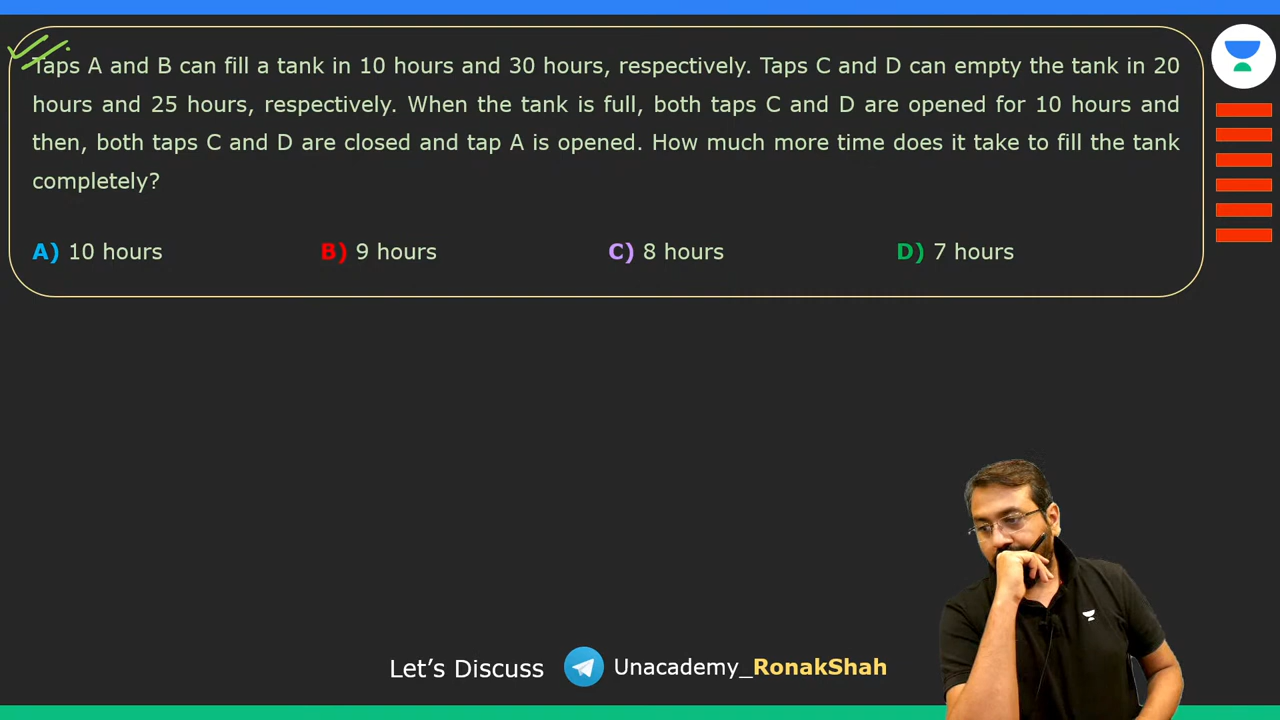 Taps A and B can fill a tank in 10 hours and 30 hours, respectively. Taps C and D can empty the tank in 20
hours and 25 hours, respectively. When the tank is full, both taps C and D are opened for 10 hours and
then, both taps C and D are closed and tap A is opened. How much more time does it take to fill the tank
completely?
A) 10 hours B) 9 hours C) 8 hours D) 7 hours
Let’s Discuss Unacademy_RonakShah